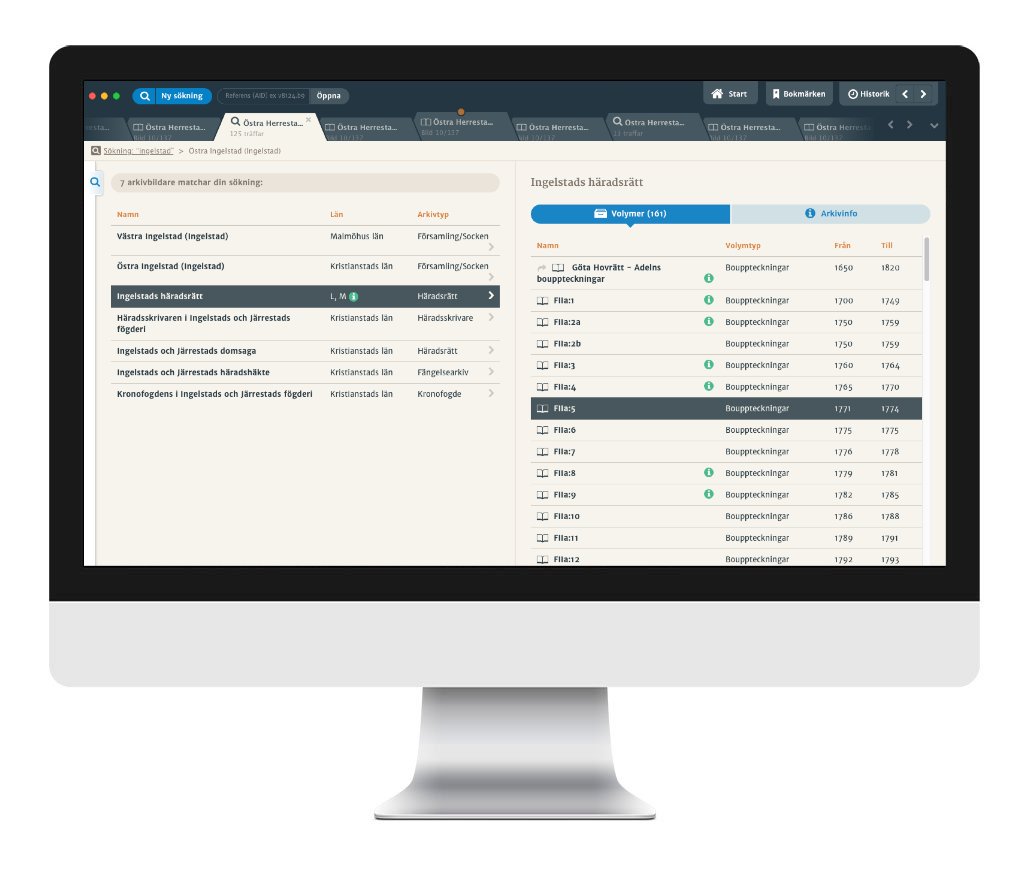 Ny sökning
Referens (AID) ex v8124.b9
Öppna
Start
Bokmärken
Historik
resta...
Östra Herresta...
Bild 10/137
Östra Herresta...
125 träffar
Östra Herresta...
Bild 10/137
Östra Herresta...
Bild 10/137
Östra Herresta...
Bild 10/137
Östra Herresta...
11 träffar
Östra Herresta...
Bild 10/137
Östra Herresta
Bild 10/137
Sökning: "Ingelstad" > Östra Ingelstad (Ingelstad)
7 arkivbildare matchar din sökning:
Namn Län Arkivtyp
Västra Ingelstad (Ingelstad) Malmöhus län Församling/Socken
Östra Ingelstad (Ingelstad) Kristianstads län Församling/Socken
Ingelstads häradsrätt L, M Häradsrätt
Häradsskrivaren i Ingelstads och Järrestads Kristianstads län Häradsskrivare
fögderi
Ingelstads och Järrestads domsaga Kristianstads län Häradsrätt
Ingelstads och Järrestads häradshäkte Kristianstads län Fängelsearkiv
Kronofogdens i Ingelstads och Järrestads fögderi Kristianstads län Kronofogde
Ingelstads häradsrätt
Volymer (161) Arkivinfo
Namn Volymtyp Från Till
Göta Hovrätt - Adelns Bouppteckningar 1650 1820
bouppteckningar
FIIa:1 Bouppteckningar 1700 1749
FIIa:2a Bouppteckningar 1750 1759
FIIa:2b Bouppteckningar 1750 1759
FIIa:3 Bouppteckningar 1760 1764
FIIa:4 Bouppteckningar 1765 1770
FIIa:5 Bouppteckningar 1771 1774
FIIa:6 Bouppteckningar 1775 1775
FIIa:7 Bouppteckningar 1776 1778
FIIa:8 Bouppteckningar 1779 1781
FIIa:9 Bouppteckningar 1782 1785
FIIa:10 Bouppteckningar 1786 1788
FIIa:11 Bouppteckningar 1789 1791
FIIa:12 Bouppteckningar 1792 1793